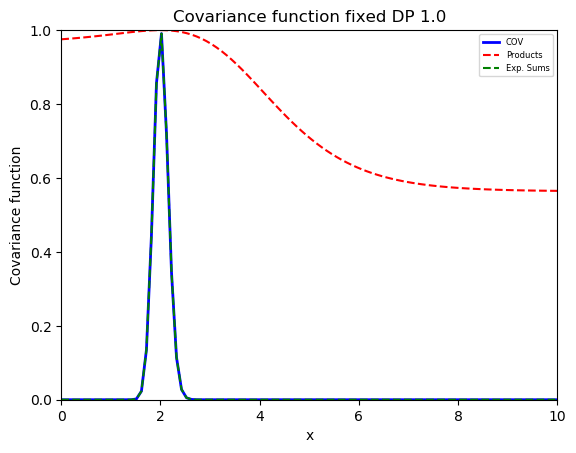 Covariance function fixed DP 1.0
COV
Products
Exp. Sums
Covariance function
1.0
0.8
0.6
0.4
0.2
0.0
0 2 4 6 8 10
x